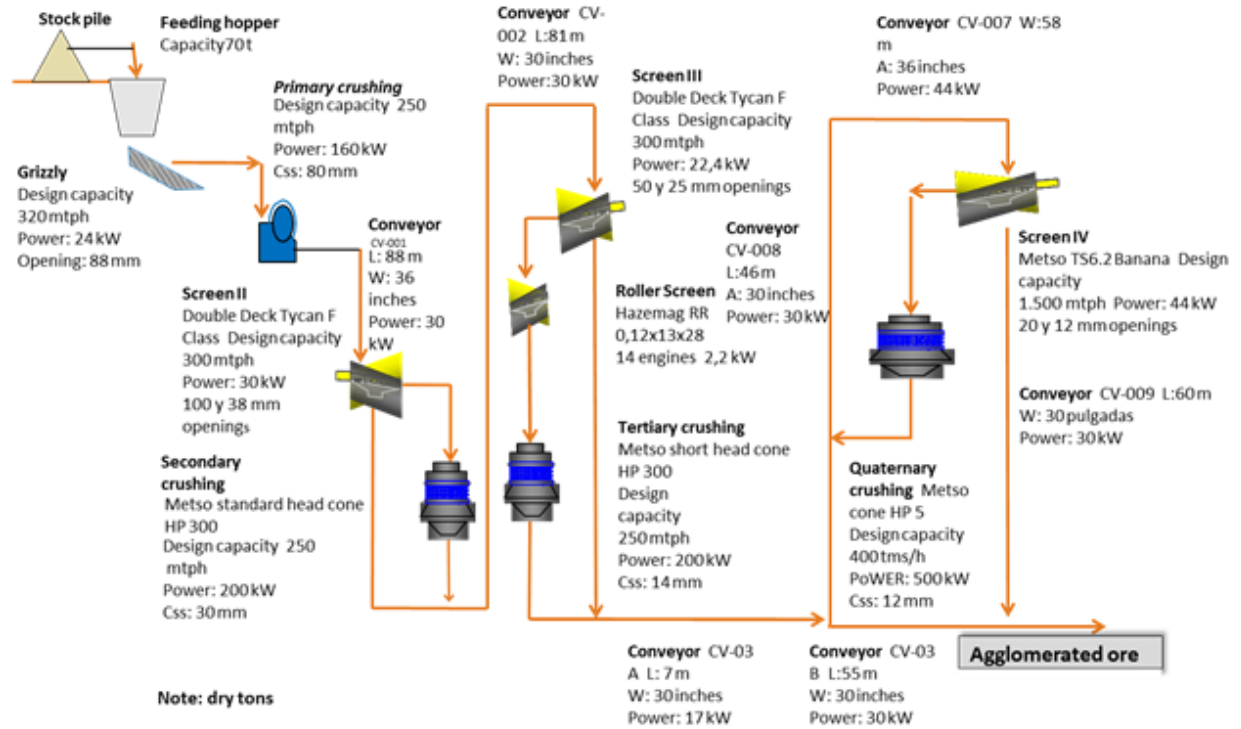 Stock pile
Feeding hopper
Capacity70t
Primary crushing
Design capacity 250
mtph
Power: 160kW
Css: 80mm
Grizzly
Design capacity
320mtph
Power: 24kW
Opening: 88mm
Conveyor
CV-001
L: 88m
W: 36
inches
Power: 30
kW
Screen II
Double Deck Tycan F
Class Design capacity
300mtph
Power: 30kW
100 y 38 mm
openings
Secondary
crushing
Metso standard head cone
HP 300
Design capacity 250
mtph
Power: 200kW
Css: 30mm
Conveyor CV-
002 L:81m
W: 30inches
Power:30kW
Screen III
Double Deck Tycan F
Class Design capacity
300mtph
Power: 22,4kW
50 y 25 mm openings
Conveyor
CV-008
L:46m
A: 30inches
Power: 30kW
Roller Screen
Hazemag RR
0,12x13x28
14 engines 2,2 kW
Tertiary crushing
Metso short head cone
HP 300
Design
capacity
250mtph
Power: 200kW
Css: 14mm
Conveyor CV-007 W:58
m
A: 36inches
Power: 44kW
Screen IV
Metso TS6.2 Banana Design
capacity
1.500 mtph Power: 44kW
20 y 12 mm openings
Conveyor CV-009 L:60m
W: 30pulgadas
Power: 30kW
Quaternary
crushing Metso
cone HP 5
Design capacity
400tms/h
PoWER: 500kW
Css: 12mm
Conveyor CV-03
A L: 7m
W: 30inches
Power: 17kW
Conveyor CV-03
B L:55m
W: 30inches
Power: 30kW
Agglomerated ore
Note: dry tons